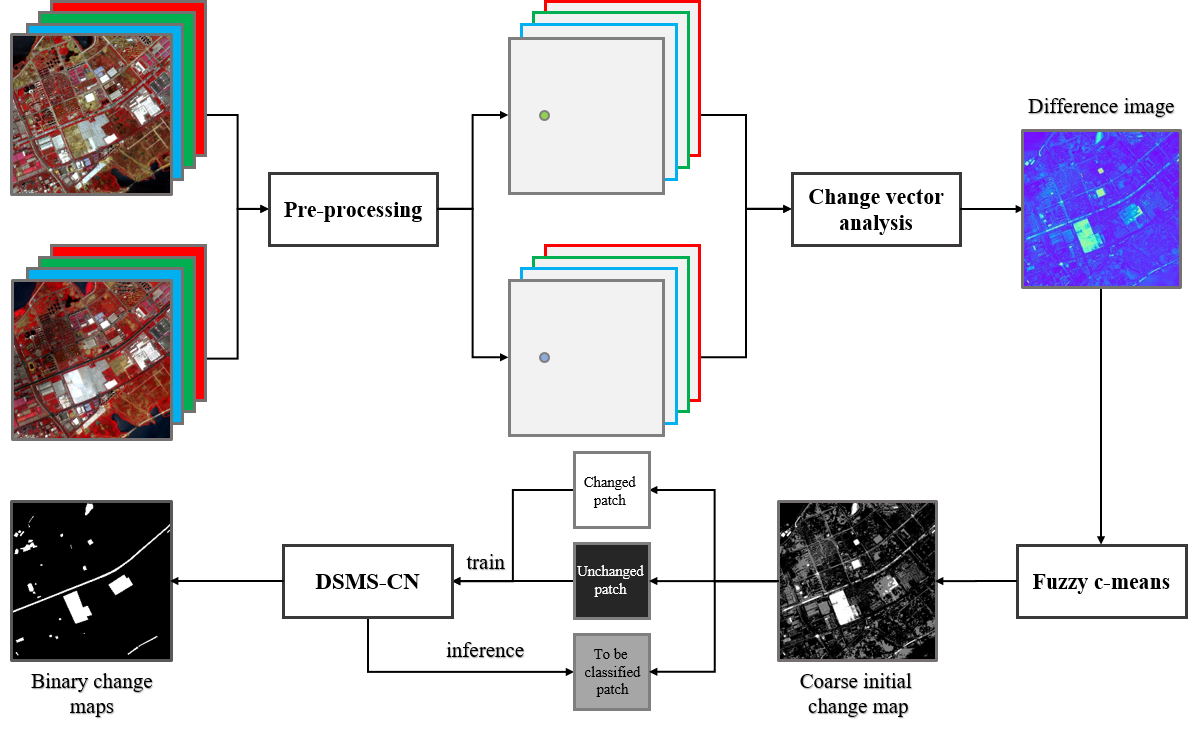 Difference image
Pre-processing
Change vector
analysis
Changed
patch
train
Unchanged
patch
DSMS-CN
Fuzzy c-means
inference
To be
classified
patch
Binary change
maps
Coarse initial
change map